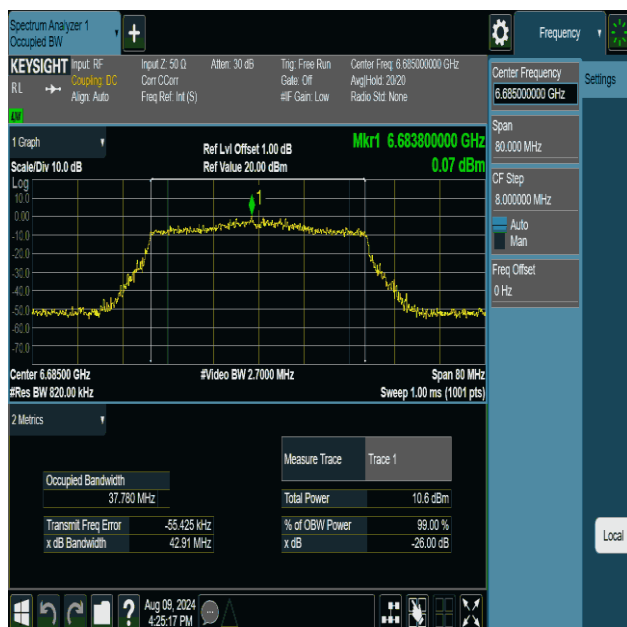 Spectrum Analyzer 1
Occupied BW
+
Frequency
KEYSIGHT
RL
Input: RF
Coupling: DC
Align: Auto
Input Z: 50 Ω
Corr CCorr
Freq Ref: Int (S)
Atten: 30 dB
Trig: Free Run
Gate: Off
#IF Gain: Low
Center Freq: 6.685000000 GHz
Avg|Hold: 20/20
Radio Std: None
LM
Center Frequency
6.685000000 GHz
Settings
Span
80.000 MHz
CF Step
8.000000 MHz
Auto
Man
Freq Offset
0 Hz
Local
1 Graph
Scale/Div 10.0 dB
Ref Lvl Offset 1.00 dB
Ref Value 20.00 dBm
Mkr1 6.683800000 GHz
0.07 dBm
Log
10.0
0.00
-10.0
-20.0
-30.0
-40.0
-50.0
-60.0
-70.0
1
Center 6.68500 GHz
#Res BW 820.00 kHz
#Video BW 2.7000 MHz
Span 80 MHz
Sweep 1.00 ms (1001 pts)
2 Metrics
Measure Trace Trace 1
Occupied Bandwidth
37.780 MHz
Total Power 10.6 dBm
Transmit Freq Error -55.425 kHz
% of OBW Power 99.00 %
x dB Bandwidth 42.91 MHz
x dB -26.00 dB
?
Aug 09, 2024
4:25:17 PM